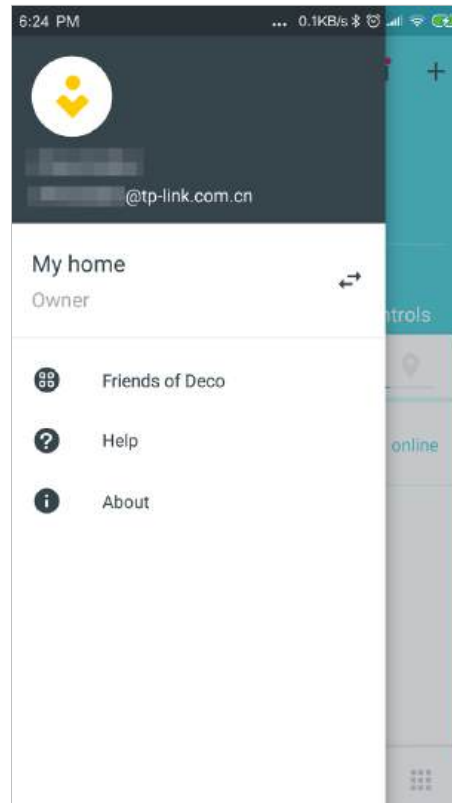 6:24 PM ... 0.1KB/s
@tp-link.com.cn
My home
Owner
ntrols
Friends of Deco
Help
online
About